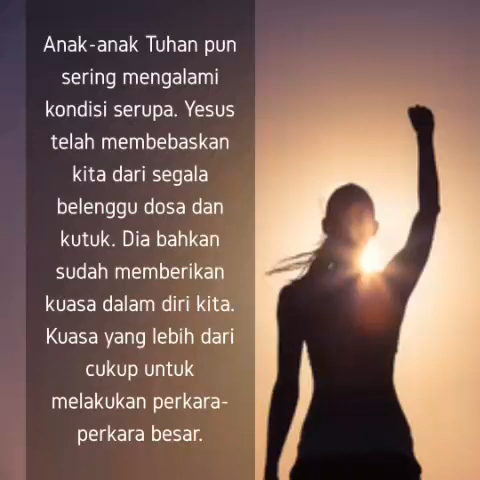 Anak-anak Tuhan pun
sering mengalami
kondisi serupa. Yesus
telah membebaskan
kita dari segala
belenggu dosa dan
kutuk. Dia bahkan
sudah memberikan
kuasa dalam diri kita.
Kuasa yang lebih dari
cukup untuk
melakukan perkara-
perkara besar.